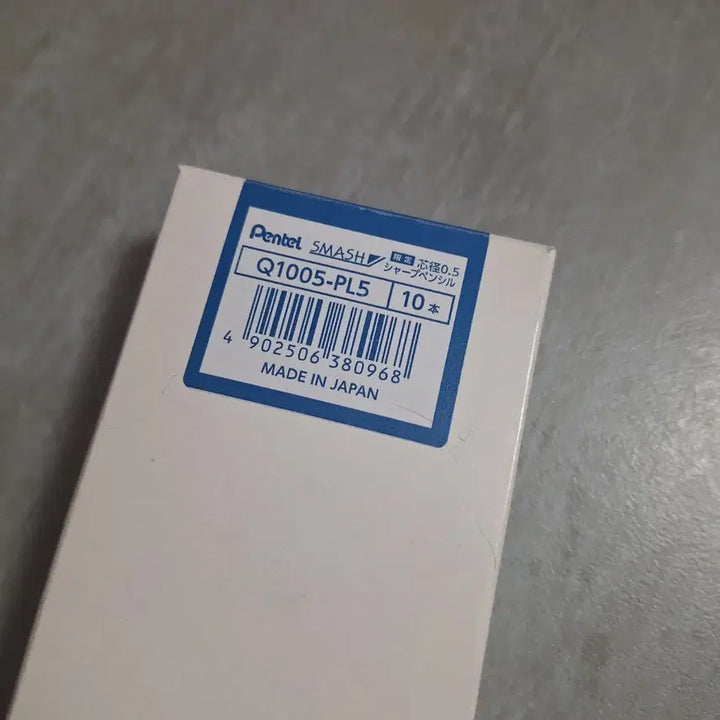 Pentel SMASH 限定 芯径0.5
シャープペンシル
Q1005-PL5 10本
4 902506 380968
MADE IN JAPAN